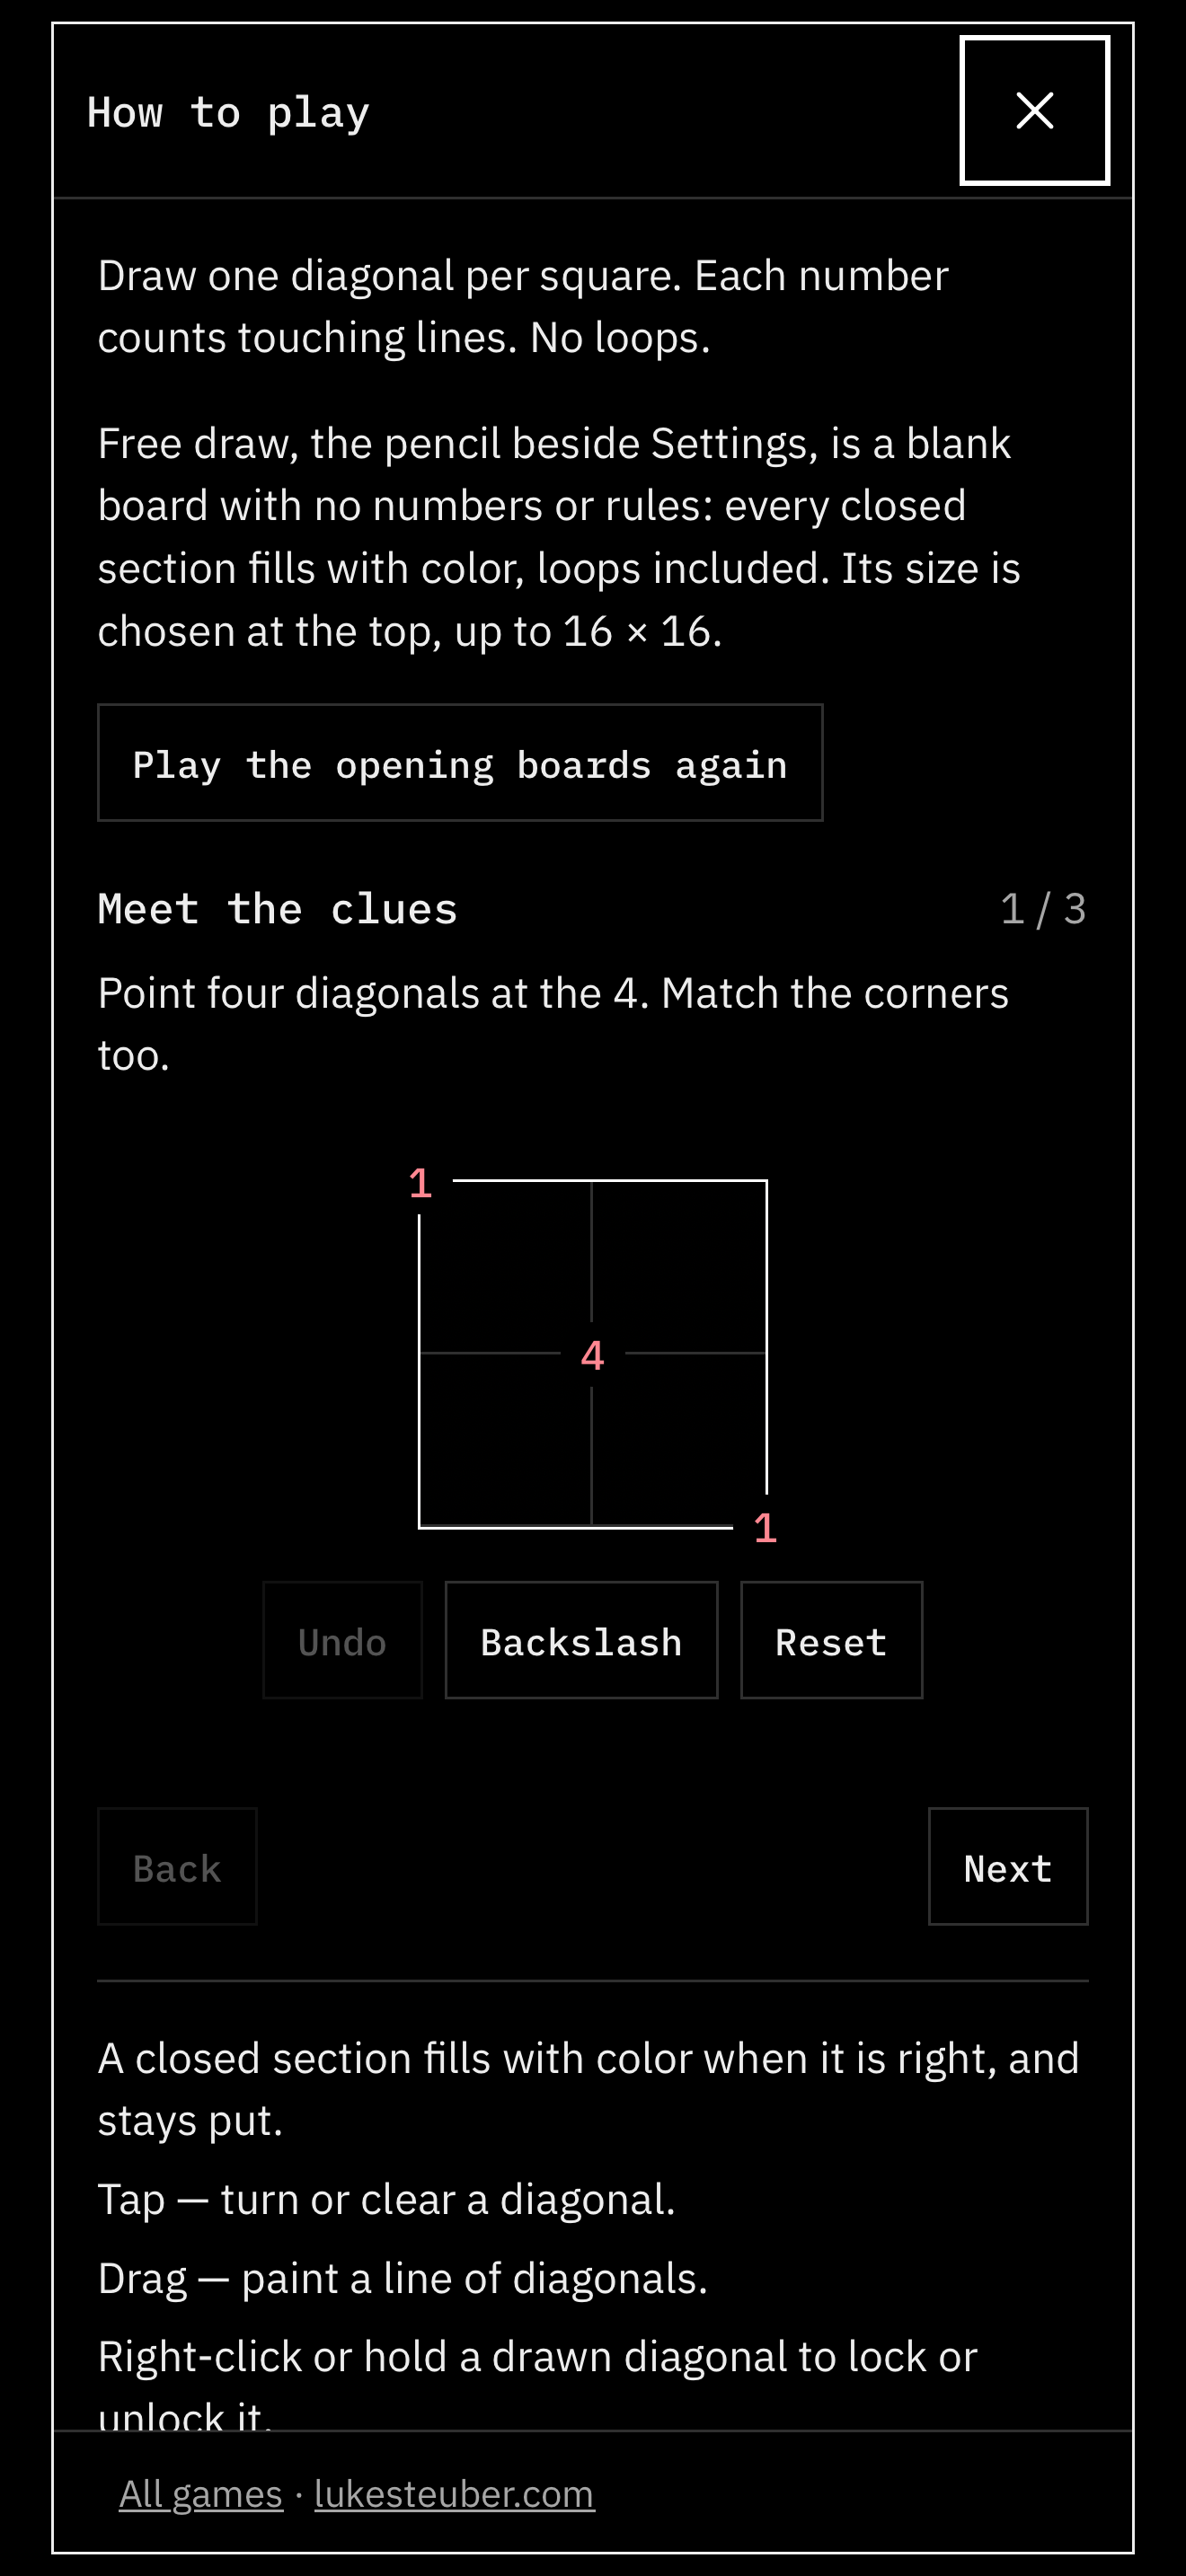 How to play
Draw one diagonal per square. Each number
counts touching lines. No loops.
Free draw, the pencil beside Settings, is a blank
board with no numbers or rules: every closed
section fills with color, loops included. Its size is
chosen at the top, up to 16 × 16.
Play the opening boards again
Meet the clues 1 / 3
Point four diagonals at the 4. Match the corners
too.
1
4
1
Undo Backslash Reset
Back Next
A closed section fills with color when it is right, and
stays put.
Tap — turn or clear a diagonal.
Drag — paint a line of diagonals.
Right-click or hold a drawn diagonal to lock or
unlock it.
All games · lukesteuber.com